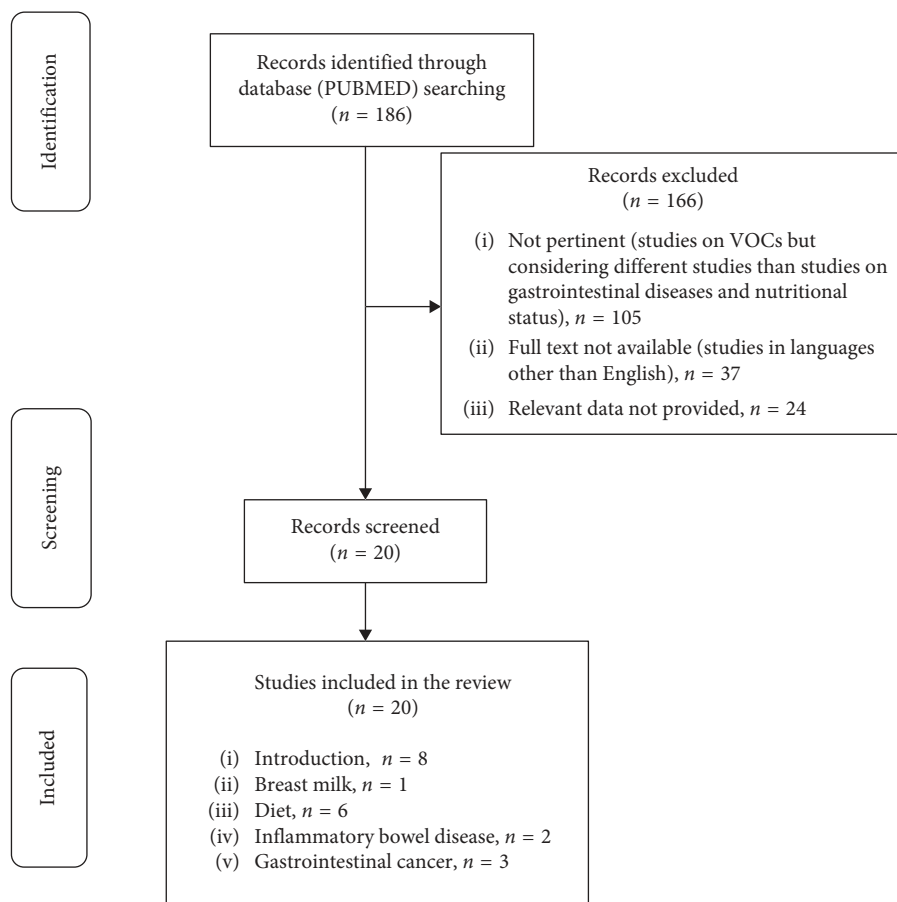 Identification
Records identified through
database (PUBMED) searching
(n = 186)
Records excluded
(n = 166)
(i) Not pertinent (studies on VOCs but
considering different studies than studies on
gastrointestinal diseases and nutritional
status), n = 105
(ii) Full text not available (studies in languages
other than English), n = 37
(iii) Relevant data not provided, n = 24
Screening
Records screened
(n = 20)
Included
Studies included in the review
(n = 20)
(i) Introduction, n = 8
(ii) Breast milk, n = 1
(iii) Diet, n = 6
(iv) Inflammatory bowel disease, n = 2
(v) Gastrointestinal cancer, n = 3